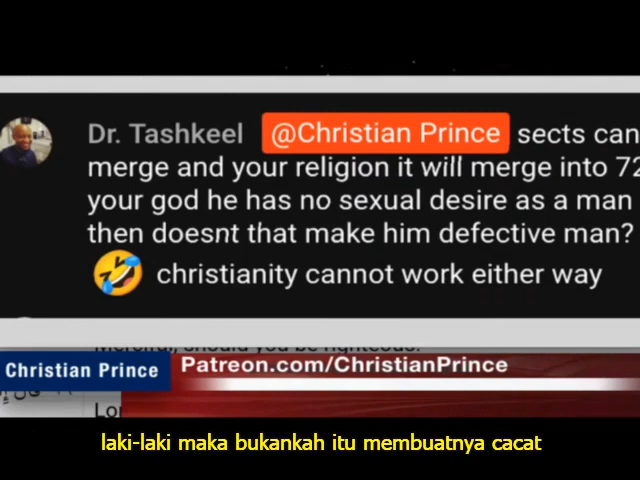 Dr. Tashkeel @Christian Prince sects can
merge and your religion it will merge into 72
your god he has no sexual desire as a man
then doesnt that make him defective man?
🤣 christianity cannot work either way
Christian Prince
Patreon.com/ChristianPrince
laki-laki maka bukankah itu membuatnya cacat